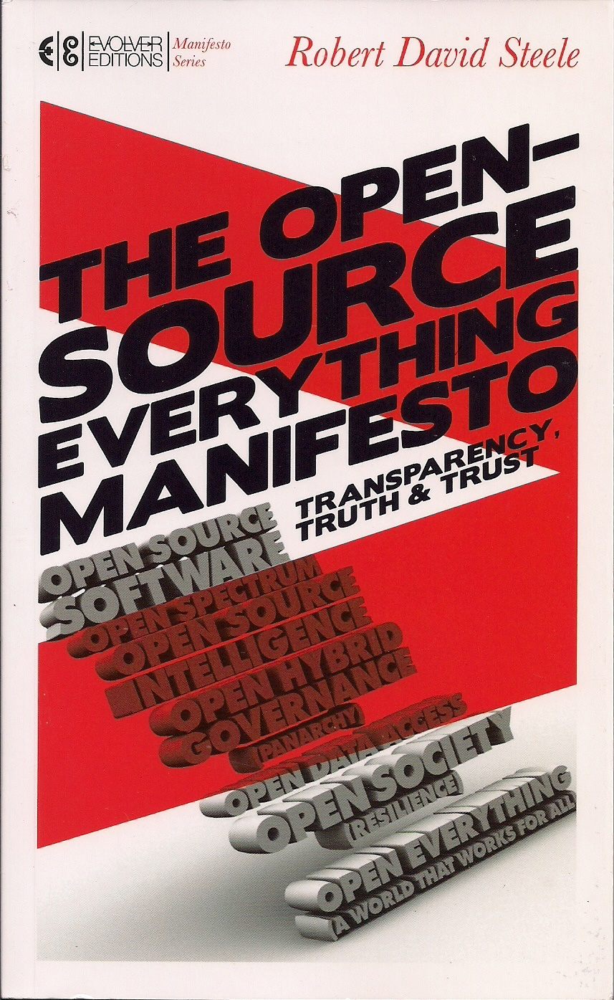 EVOLVER
EDITIONS
Manifesto
Series
Robert David Steele
THE OPEN-
SOURCE
EVERYTHING
MANIFESTO
TRANSPARENCY,
TRUTH & TRUST
OPEN SOURCE
SOFTWARE
OPEN SPECTRUM
OPEN SOURCE
INTELLIGENCE
OPEN HYBRID
GOVERNANCE
(PANARCHY)
OPEN DATA ACCESS
OPEN SOCIETY
(RESILIENCE)
OPEN EVERYTHING
(A WORLD THAT WORKS FOR ALL)